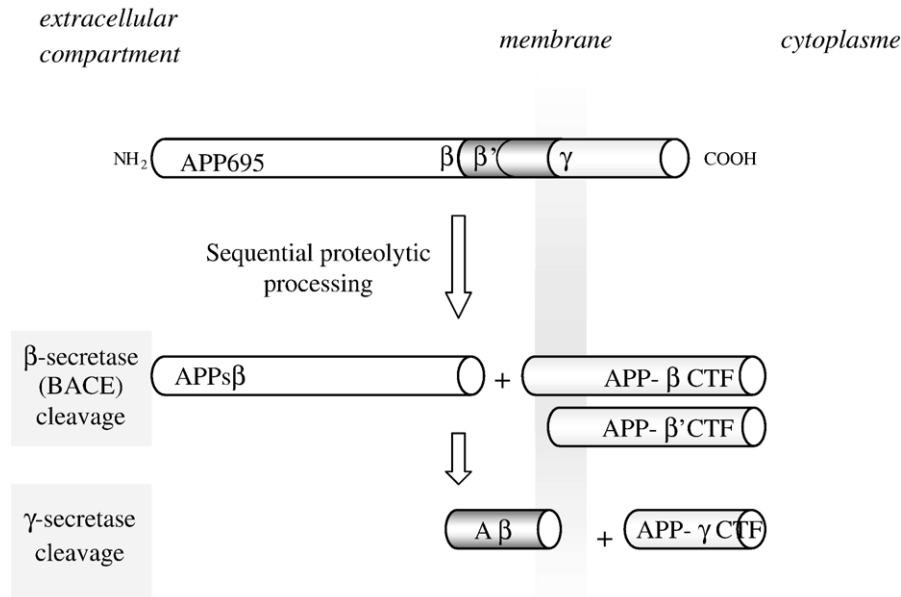 extracellular
compartment
membrane
cytoplasme
NH2 APP695 β β' γ COOH
Sequential proteolytic
processing
β-secretase
(BACE)
cleavage
APPsβ + APP- β CTF
APP- β'CTF
γ-secretase
cleavage
A β + APP- γ CTF